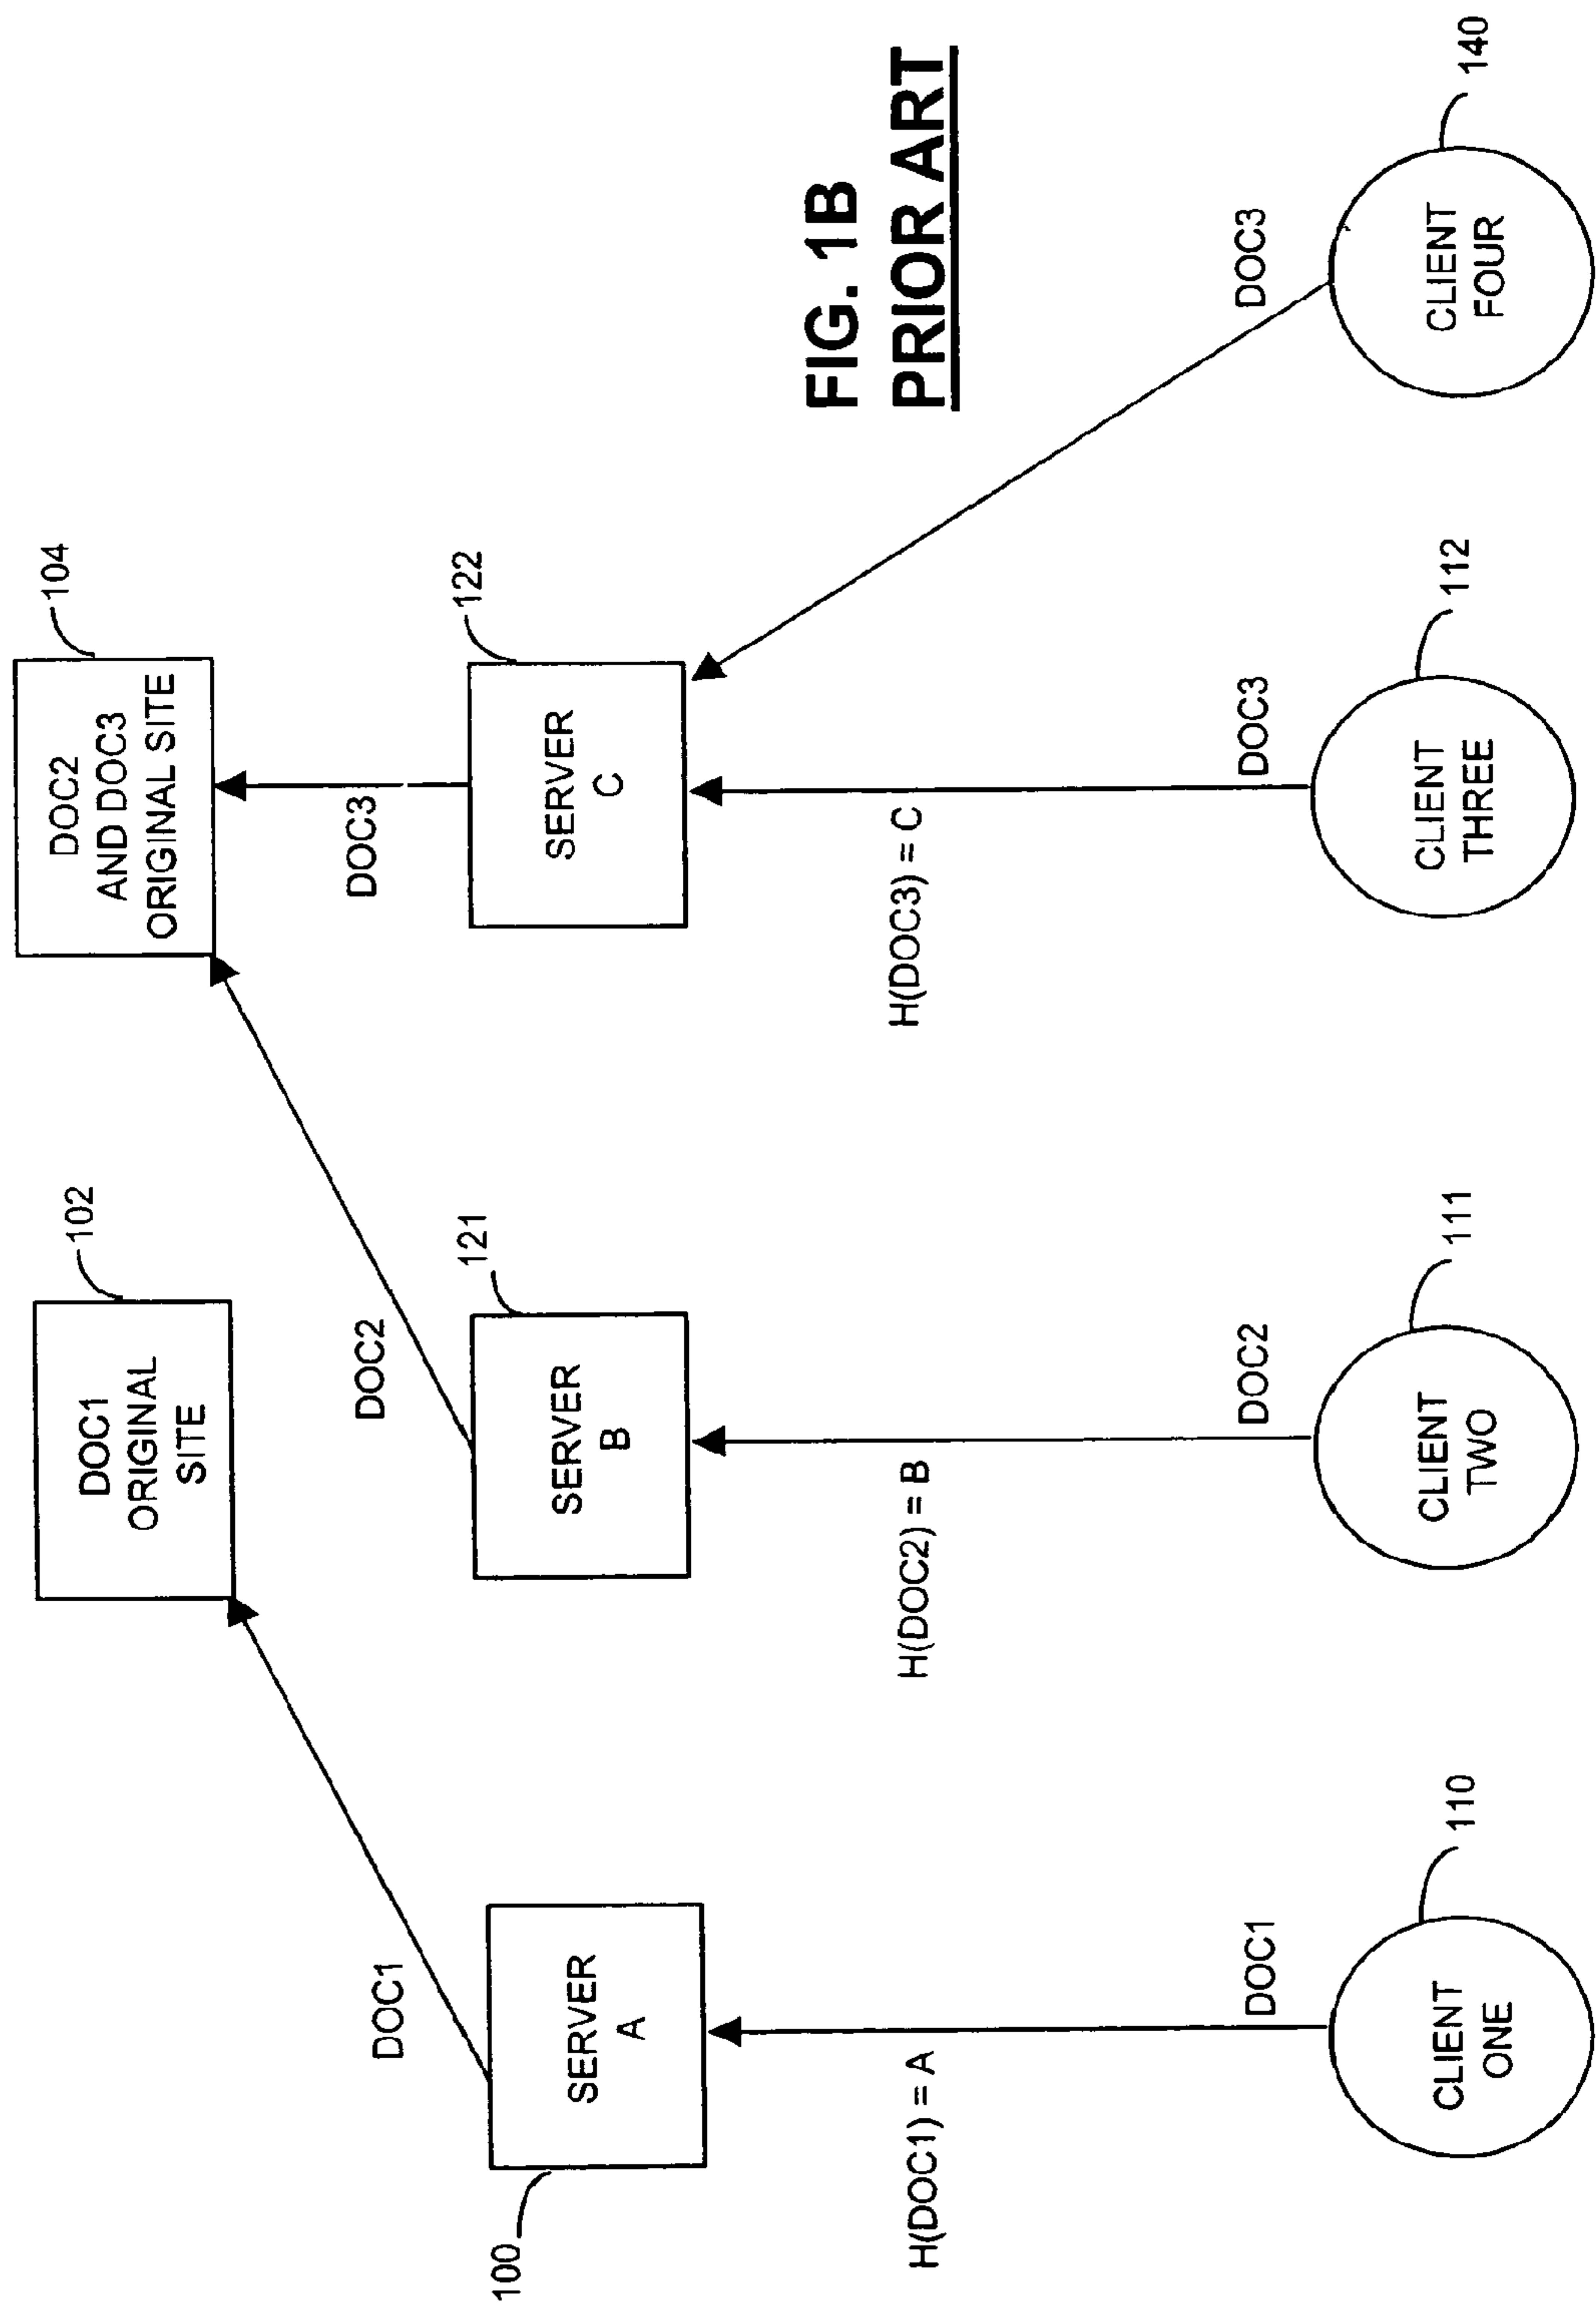 DOC1
ORIGINAL
SITE
102
DOC2
AND DOC3
ORIGINAL SITE
104
DOC1
DOC2
DOC3
100
SERVER
A
SERVER
B
121
SERVER
C
122
H(DOC1) = A
H(DOC2) = B
H(DOC3) = C
FIG. 1B
PRIOR ART
DOC1
DOC2
DOC3
DOC3
CLIENT
ONE
110
CLIENT
TWO
111
CLIENT
THREE
112
CLIENT
FOUR
140